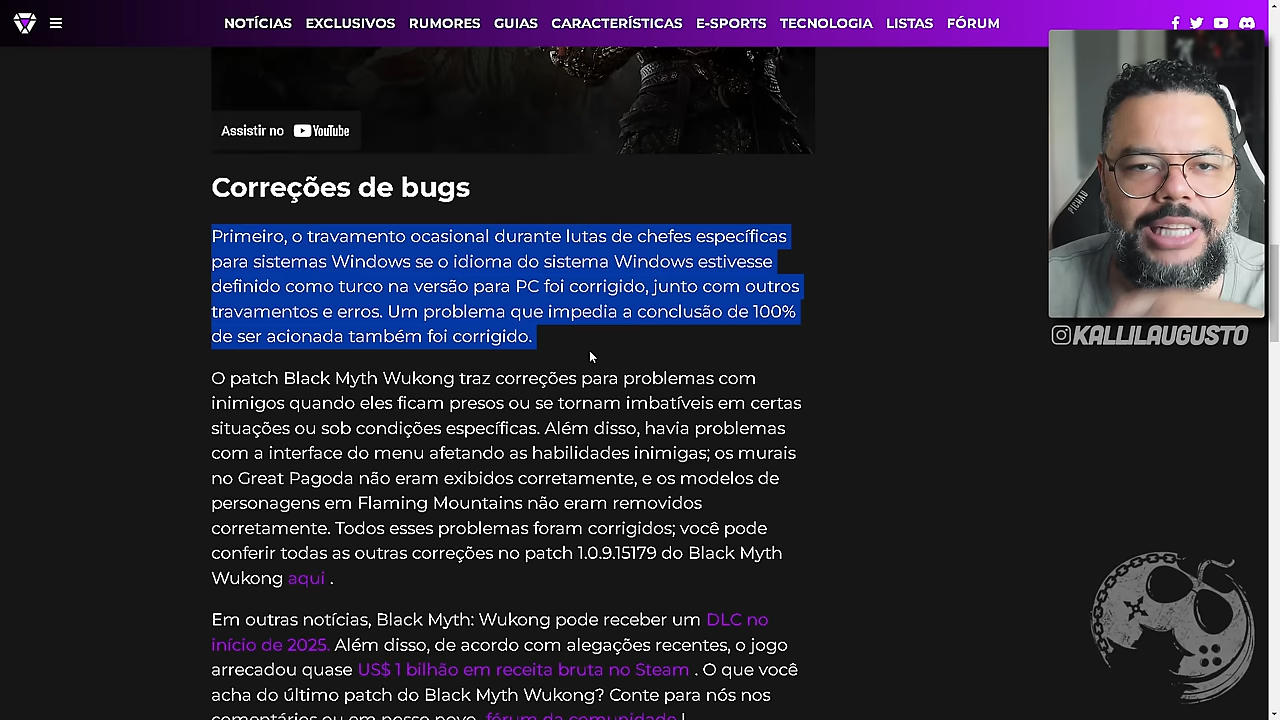 NOTÍCIAS EXCLUSIVOS RUMORES GUIAS CARACTERÍSTICAS E-SPORTS TECNOLOGIA LISTAS FÓRUM
Assistir no YouTube
Correções de bugs
Primeiro, o travamento ocasional durante lutas de chefes específicas
para sistemas Windows se o idioma do sistema Windows estivesse
definido como turco na versão para PC foi corrigido, junto com outros
travamentos e erros. Um problema que impedia a conclusão de 100%
de ser acionada também foi corrigido.
O patch Black Myth Wukong traz correções para problemas com
inimigos quando eles ficam presos ou se tornam imbatíveis em certas
situações ou sob condições específicas. Além disso, havia problemas
com a interface do menu afetando as habilidades inimigas; os murais
no Great Pagoda não eram exibidos corretamente, e os modelos de
personagens em Flaming Mountains não eram removidos
corretamente. Todos esses problemas foram corrigidos; você pode
conferir todas as outras correções no patch 1.0.9.15179 do Black Myth
Wukong aqui .
Em outras notícias, Black Myth: Wukong pode receber um DLC no
início de 2025. Além disso, de acordo com alegações recentes, o jogo
arrecadou quase US$ 1 bilhão em receita bruta no Steam . O que você
acha do último patch do Black Myth Wukong? Conte para nós nos
comentários ou em nosso novo fórum da comunidade !
PICHAU
KALLILAUGUSTO